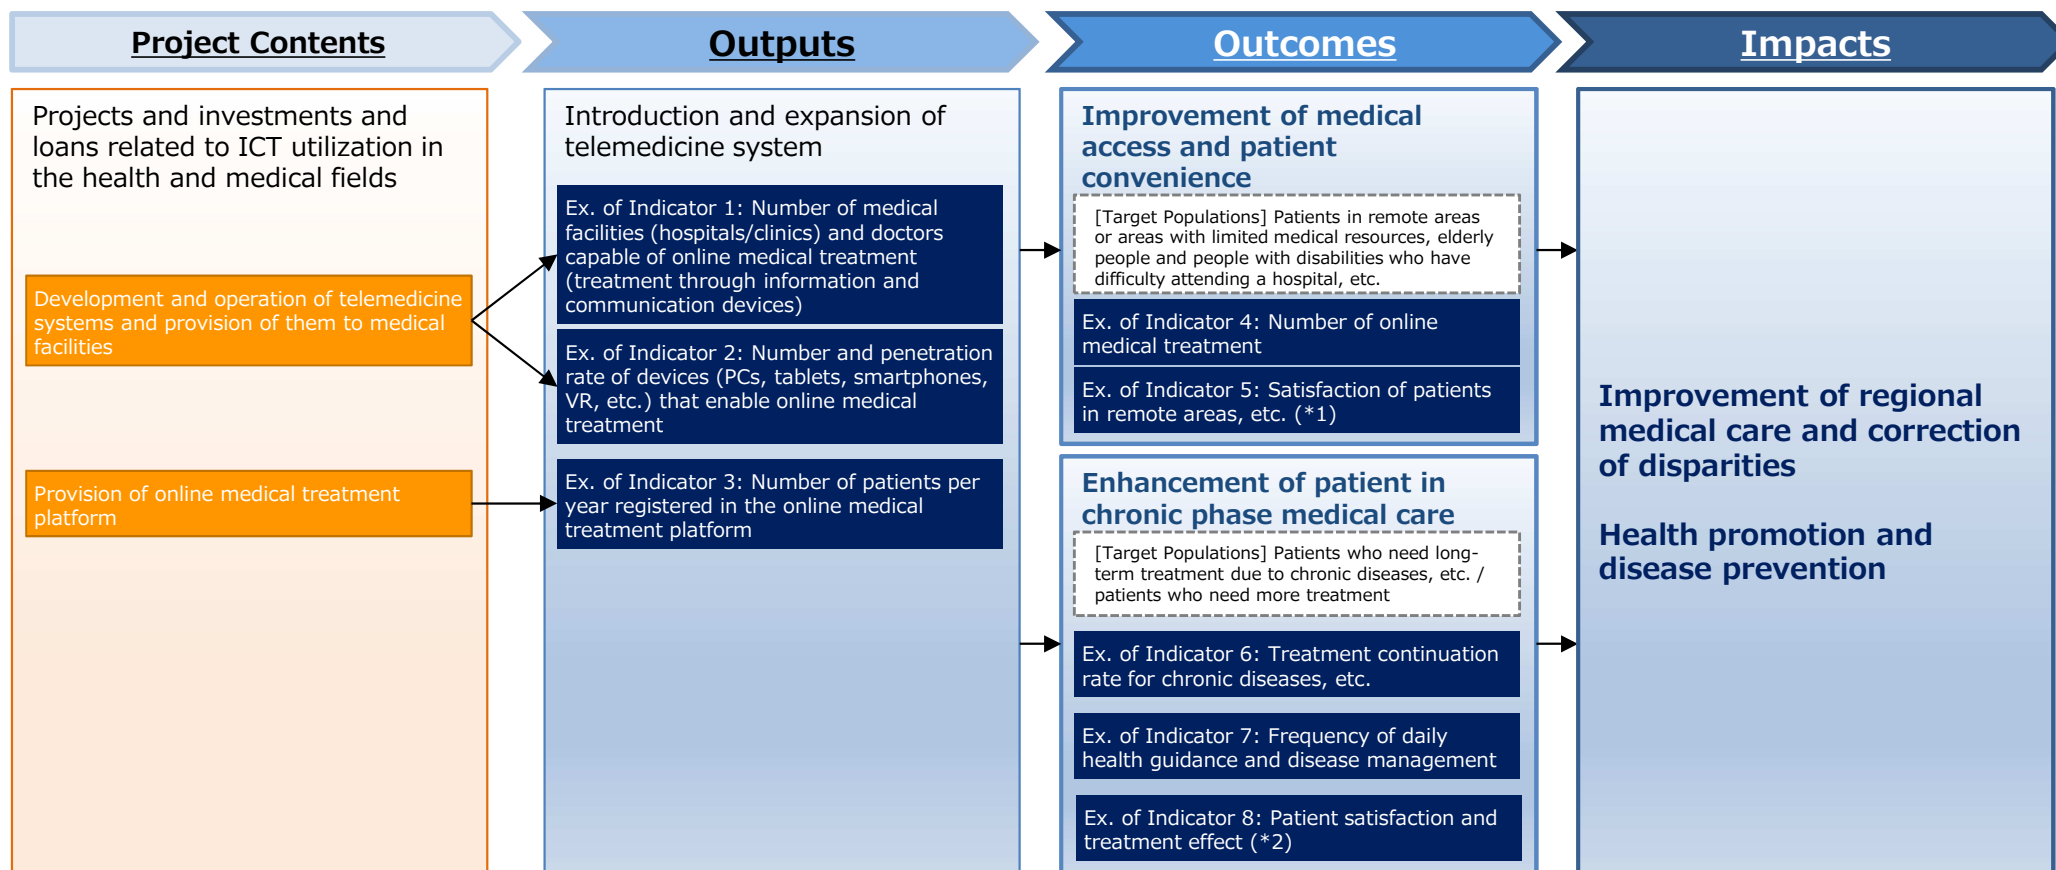 Project Contents
Outputs
Outcomes
Impacts
Projects and investments and
loans related to ICT utilization in
the health and medical fields
Development and operation of telemedicine
systems and provision of them to medical
facilities
Provision of online medical treatment
platform
Introduction and expansion of
telemedicine system
Ex. of Indicator 1: Number of medical
facilities (hospitals/clinics) and doctors
capable of online medical treatment
(treatment through information and
communication devices)
Ex. of Indicator 2: Number and penetration
rate of devices (PCs, tablets, smartphones,
VR, etc.) that enable online medical
treatment
Ex. of Indicator 3: Number of patients per
year registered in the online medical
treatment platform
Improvement of medical
access and patient
convenience
[Target Populations] Patients in remote areas
or areas with limited medical resources, elderly
people and people with disabilities who have
difficulty attending a hospital, etc.
Ex. of Indicator 4: Number of online
medical treatment
Ex. of Indicator 5: Satisfaction of patients
in remote areas, etc. (*1)
Enhancement of patient in
chronic phase medical care
[Target Populations] Patients who need long-
term treatment due to chronic diseases, etc. /
patients who need more treatment
Ex. of Indicator 6: Treatment continuation
rate for chronic diseases, etc.
Ex. of Indicator 7: Frequency of daily
health guidance and disease management
Ex. of Indicator 8: Patient satisfaction and
treatment effect (*2)
Improvement of regional
medical care and correction
of disparities
Health promotion and
disease prevention